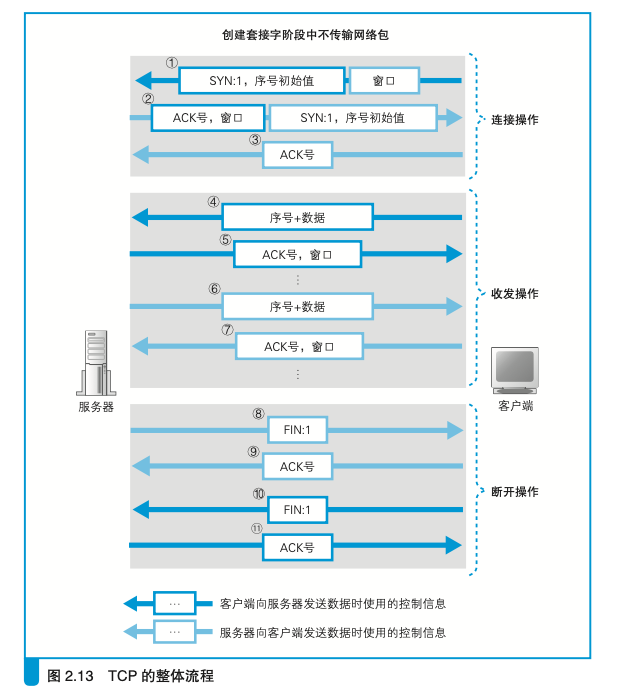 创建套接字阶段中不传输网络包
① SYN:1，序号初始值 窗口
② ACK号，窗口 SYN:1，序号初始值
③ ACK号
连接操作
④ 序号+数据
⑤ ACK号，窗口
⋮
⑥ 序号+数据
⑦ ACK号，窗口
⋮
收发操作
服务器
客户端
⑧ FIN:1
⑨ ACK号
⑩ FIN:1
⑪ ACK号
断开操作
… 客户端向服务器发送数据时使用的控制信息
… 服务器向客户端发送数据时使用的控制信息
图 2.13 TCP 的整体流程